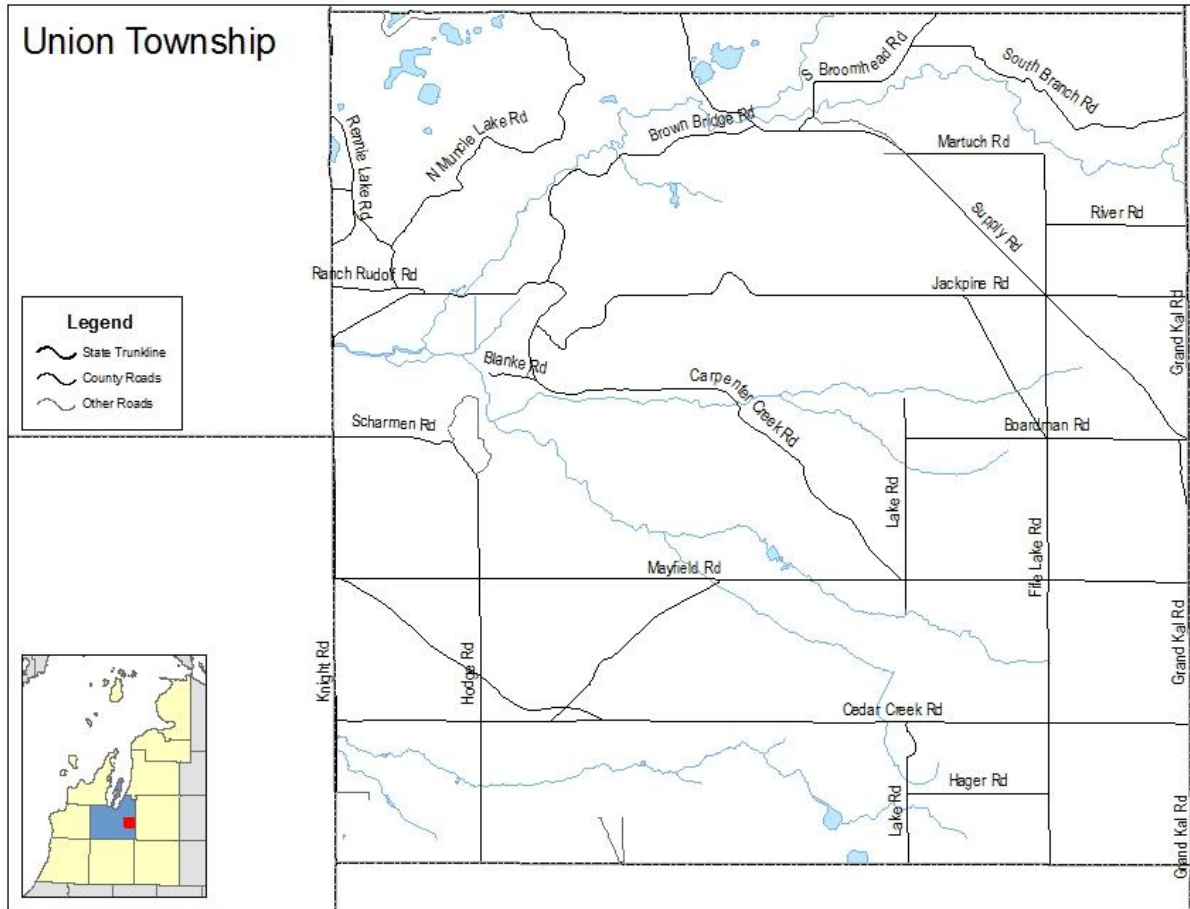 Union Township
S Broomhead Rd
South Branch Rd
Rennie Lake Rd
N Muncie Lake Rd
Brown Bridge Rd
Martuch Rd
Supply Rd
River Rd
Ranch Rudolf Rd
Jackpine Rd
Grand Kal Rd
Legend
State Trunkline
County Roads
Other Roads
Blanke Rd
Carpenter Creek Rd
Scharmen Rd
Boardman Rd
Lake Rd
Fife Lake Rd
Mayfield Rd
Grand Kal Rd
Knight Rd
Hodge Rd
Cedar Creek Rd
Hager Rd
Lake Rd
Grand Kal Rd